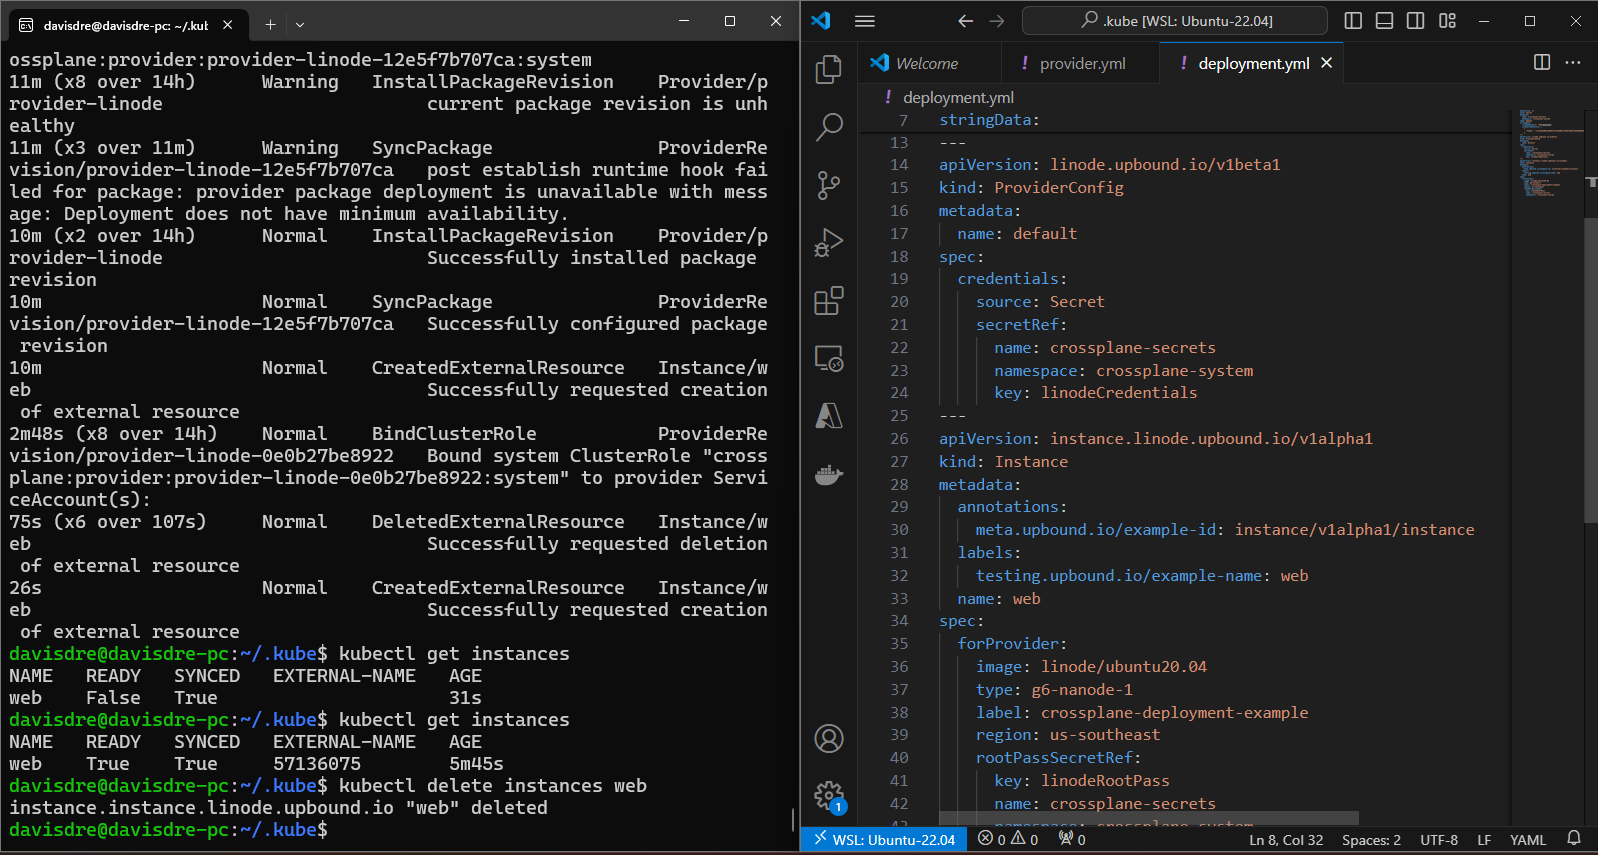 davisdre@davisdre-pc: ~/.kut
ossplane:provider:provider-linode-12e5f7b707ca:system
11m (x8 over 14h)      Warning   InstallPackageRevision    Provider/p
rovider-linode                        current package revision is unh
ealthy
11m (x3 over 11m)      Warning   SyncPackage               ProviderRe
vision/provider-linode-12e5f7b707ca   post establish runtime hook fai
led for package: provider package deployment is unavailable with mess
age: Deployment does not have minimum availability.
10m (x2 over 14h)      Normal    InstallPackageRevision    Provider/p
rovider-linode                        Successfully installed package
revision
10m                    Normal    SyncPackage               ProviderRe
vision/provider-linode-12e5f7b707ca   Successfully configured package
 revision
10m                    Normal    CreatedExternalResource   Instance/w
eb                                    Successfully requested creation
 of external resource
2m48s (x8 over 14h)    Normal    BindClusterRole           ProviderRe
vision/provider-linode-0e0b27be8922   Bound system ClusterRole "cross
plane:provider:provider-linode-0e0b27be8922:system" to provider Servi
ceAccount(s):
75s (x6 over 107s)     Normal    DeletedExternalResource   Instance/w
eb                                    Successfully requested deletion
 of external resource
26s                    Normal    CreatedExternalResource   Instance/w
eb                                    Successfully requested creation
 of external resource
davisdre@davisdre-pc:~/.kube$ kubectl get instances
NAME   READY   SYNCED   EXTERNAL-NAME   AGE
web    False   True                     31s
davisdre@davisdre-pc:~/.kube$ kubectl get instances
NAME   READY   SYNCED   EXTERNAL-NAME   AGE
web    True    True     57136075        5m45s
davisdre@davisdre-pc:~/.kube$ kubectl delete instances web
instance.instance.linode.upbound.io "web" deleted
davisdre@davisdre-pc:~/.kube$
.kube [WSL: Ubuntu-22.04]
Welcome
! provider.yml
! deployment.yml
! deployment.yml
7 stringData:
13 ---
14 apiVersion: linode.upbound.io/v1beta1
15 kind: ProviderConfig
16 metadata:
17   name: default
18 spec:
19   credentials:
20     source: Secret
21     secretRef:
22       name: crossplane-secrets
23       namespace: crossplane-system
24       key: linodeCredentials
25 ---
26 apiVersion: instance.linode.upbound.io/v1alpha1
27 kind: Instance
28 metadata:
29   annotations:
30     meta.upbound.io/example-id: instance/v1alpha1/instance
31   labels:
32     testing.upbound.io/example-name: web
33   name: web
34 spec:
35   forProvider:
36     image: linode/ubuntu20.04
37     type: g6-nanode-1
38     label: crossplane-deployment-example
39     region: us-southeast
40     rootPassSecretRef:
41       key: linodeRootPass
42       name: crossplane-secrets
43       namespace: crossplane-system
1
WSL: Ubuntu-22.04 0 0 0 Ln 8, Col 32 Spaces: 2 UTF-8 LF YAML